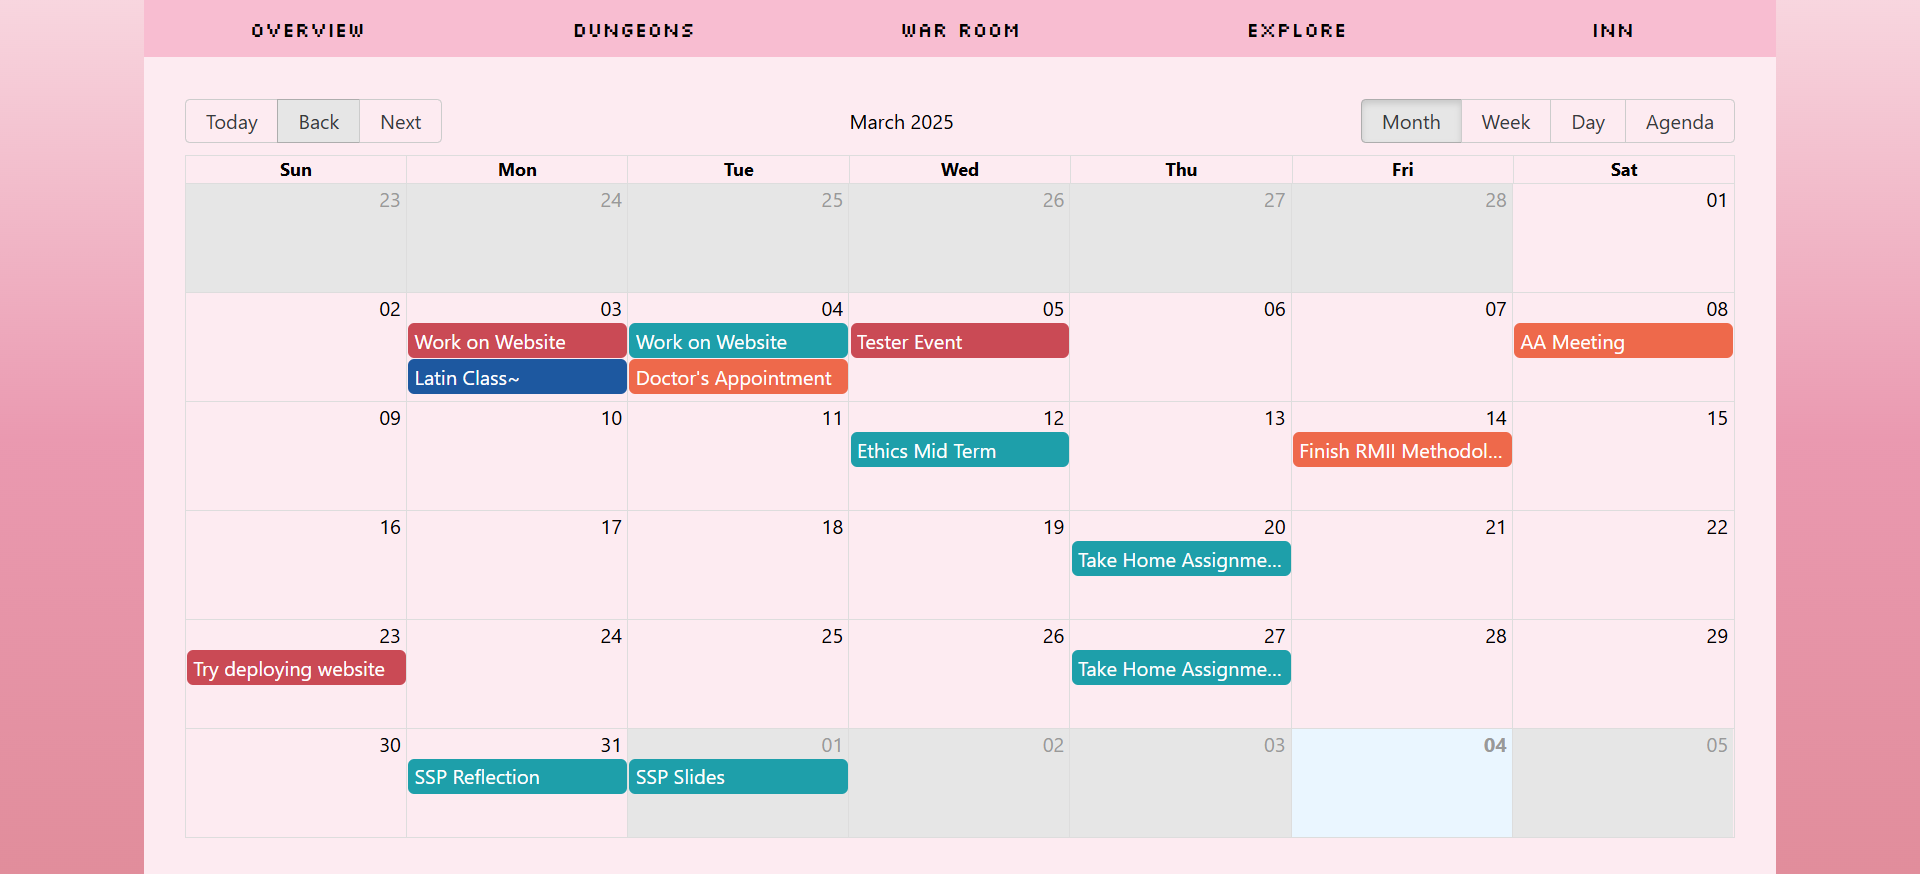 OVERVIEW DUNGEONS WAR ROOM EXPLORE INN
Today Back Next March 2025 Month Week Day Agenda
Sun Mon Tue Wed Thu Fri Sat
23 24 25 26 27 28 01
02 03 04 05 06 07 08
Work on Website Work on Website Tester Event AA Meeting
Latin Class~ Doctor's Appointment
09 10 11 12 13 14 15
Ethics Mid Term Finish RMII Methodol...
16 17 18 19 20 21 22
Take Home Assignme...
23 24 25 26 27 28 29
Try deploying website Take Home Assignme...
30 31 01 02 03 04 05
SSP Reflection SSP Slides